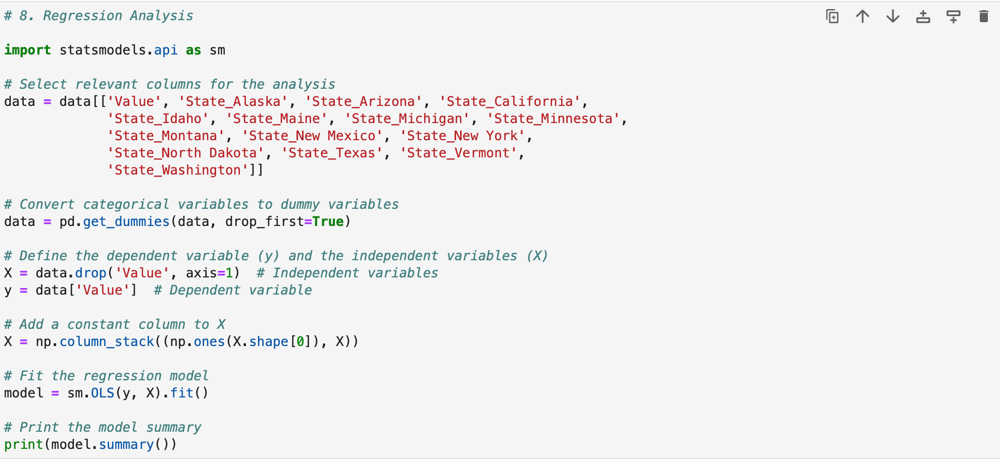 # 8. Regression Analysis
import statsmodels.api as sm
# Select relevant columns for the analysis
data = data[['Value', 'State_Alaska', 'State_Arizona', 'State_California',
             'State_Idaho', 'State_Maine', 'State_Michigan', 'State_Minnesota',
             'State_Montana', 'State_New Mexico', 'State_New York',
             'State_North Dakota', 'State_Texas', 'State_Vermont',
             'State_Washington']]
# Convert categorical variables to dummy variables
data = pd.get_dummies(data, drop_first=True)
# Define the dependent variable (y) and the independent variables (X)
X = data.drop('Value', axis=1)  # Independent variables
y = data['Value']  # Dependent variable
# Add a constant column to X
X = np.column_stack((np.ones(X.shape[0]), X))
# Fit the regression model
model = sm.OLS(y, X).fit()
# Print the model summary
print(model.summary())